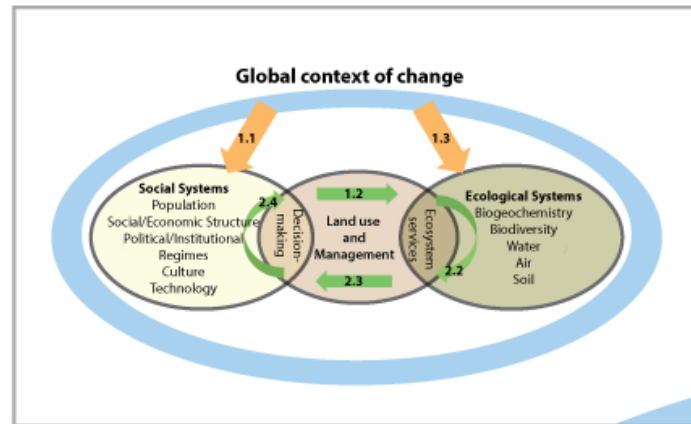 Global context of change
1.1
1.3
Social Systems
Population
Social/Economic Structure
Political/Institutional
Regimes
Culture
Technology
2.4
Decision-
making
1.2
Land use
and
Management
2.3
Ecosystem
services
2.2
Ecological Systems
Biogeochemistry
Biodiversity
Water
Air
Soil